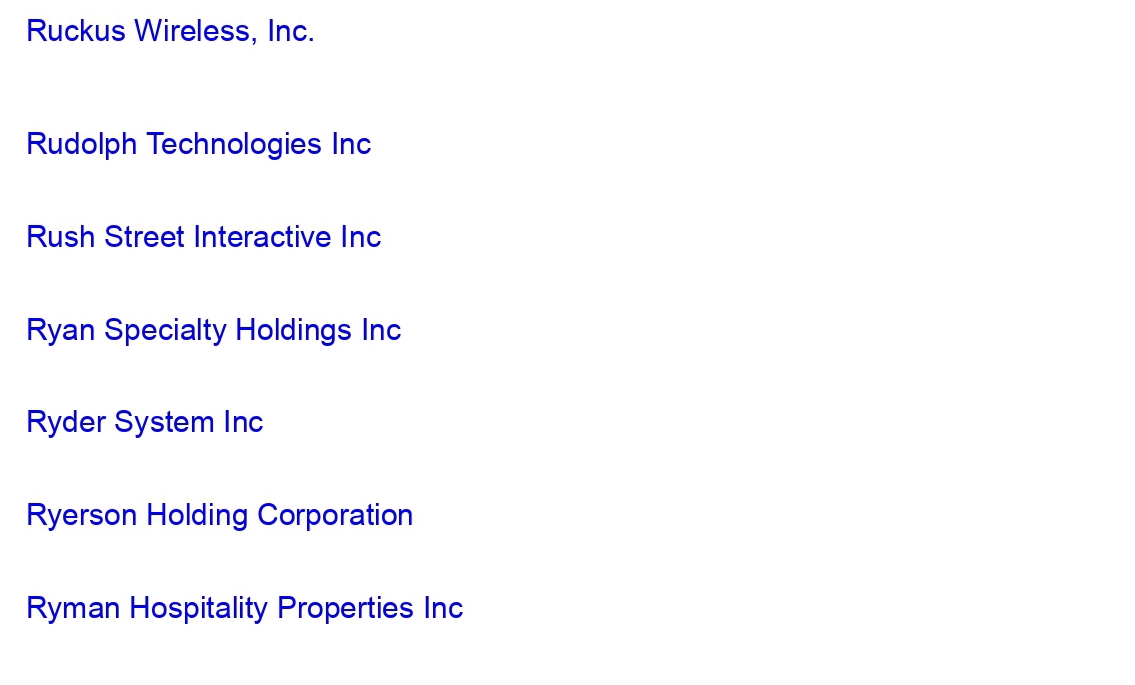 Ruckus Wireless, Inc.
Rudolph Technologies Inc
Rush Street Interactive Inc
Ryan Specialty Holdings Inc
Ryder System Inc
Ryerson Holding Corporation
Ryman Hospitality Properties Inc